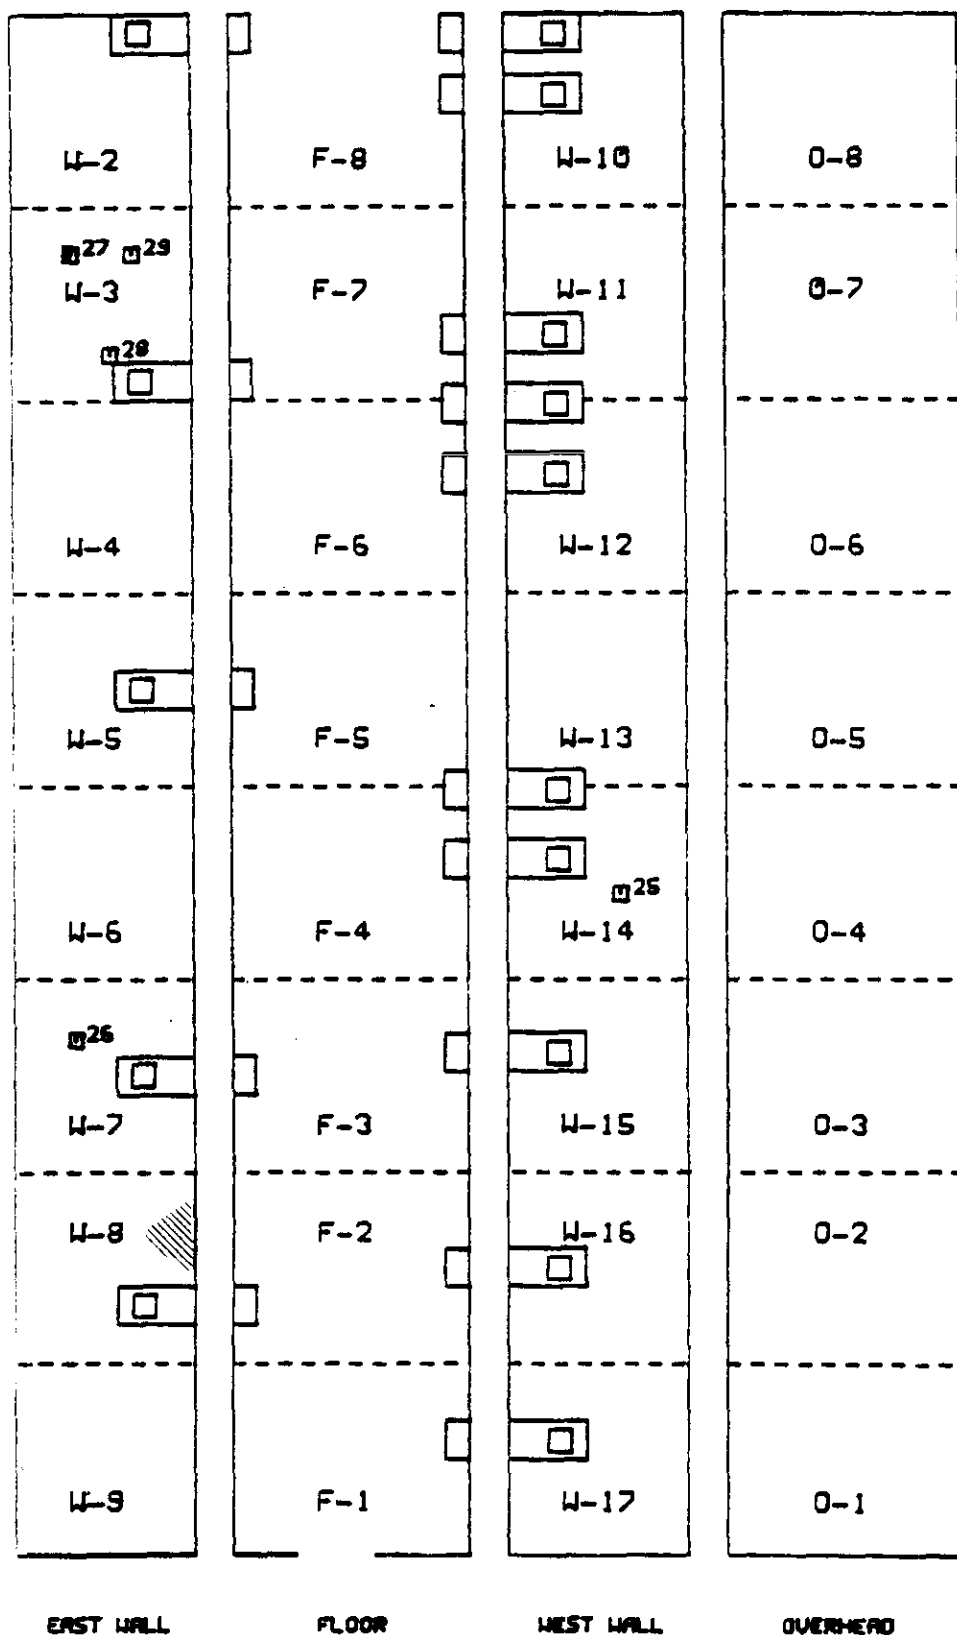 W-2 F-8 W-10 O-8
27 29
W-3 F-7 W-11 O-7
28
W-4 F-6 W-12 O-6
W-5 F-5 W-13 O-5
25
W-6 F-4 W-14 O-4
26
W-7 F-3 W-15 O-3
W-8 F-2 W-16 O-2
W-9 F-1 W-17 O-1
EAST WALL FLOOR WEST WALL OVERHEAD